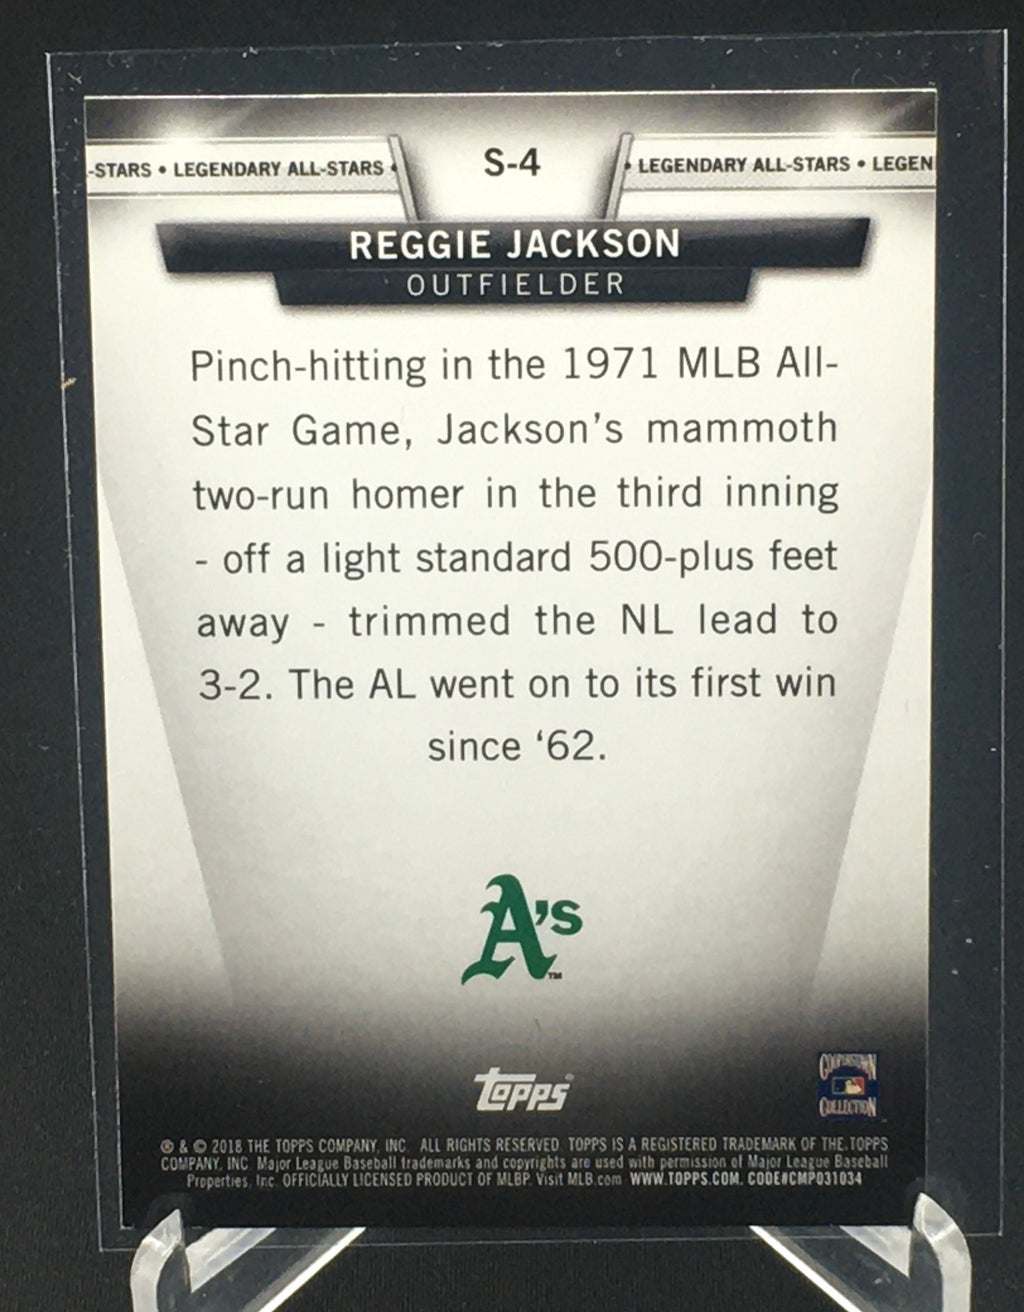 -STARS • LEGENDARY ALL-STARS •
S-4
• LEGENDARY ALL-STARS • LEGEN
REGGIE JACKSON
OUTFIELDER
Pinch-hitting in the 1971 MLB All-
Star Game, Jackson's mammoth
two-run homer in the third inning
- off a light standard 500-plus feet
away - trimmed the NL lead to
3-2. The AL went on to its first win
since ‘62.
A's TM
Topps®
COOPERSTOWN
COLLECTION
® & © 2018 THE TOPPS COMPANY, INC. ALL RIGHTS RESERVED. TOPPS IS A REGISTERED TRADEMARK OF THE TOPPS
COMPANY, INC. Major League Baseball trademarks and copyrights are used with permission of Major League Baseball
Properties, Inc. OFFICIALLY LICENSED PRODUCT OF MLBP. Visit MLB.com WWW.TOPPS.COM. CODE#CMP031034